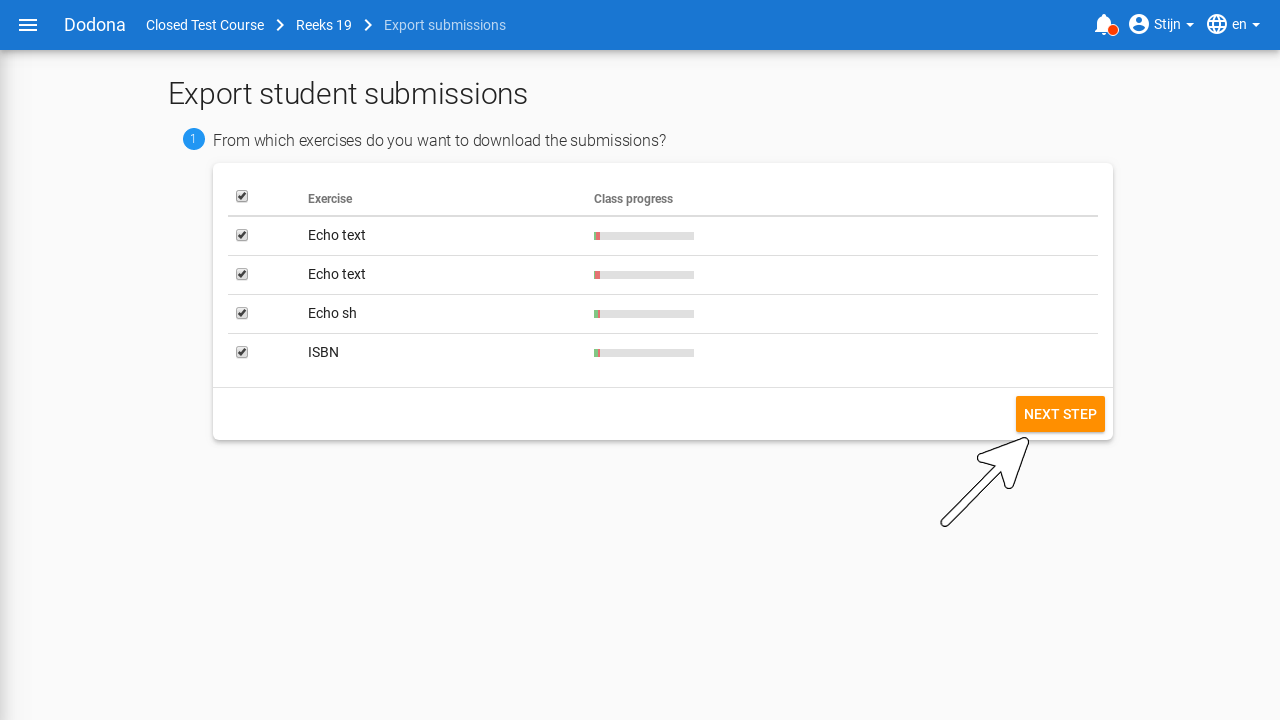 Dodona Closed Test Course Reeks 19 Export submissions Stijn en
Export student submissions
1 From which exercises do you want to download the submissions?
Exercise Class progress
Echo text
Echo text
Echo sh
ISBN
NEXT STEP